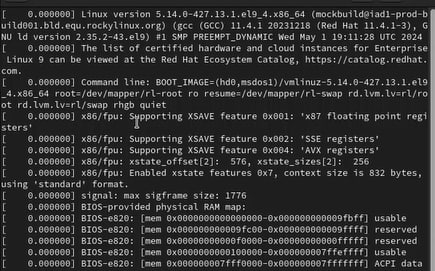 [    0.000000] Linux version 5.14.0-427.13.1.el9_4.x86_64 (mockbuild@iad1-prod-b
uild001.bld.equ.rockylinux.org) (gcc (GCC) 11.4.1 20231218 (Red Hat 11.4.1-3), G
NU ld version 2.35.2-43.el9) #1 SMP PREEMPT_DYNAMIC Wed May 1 19:11:28 UTC 2024
[    0.000000] The list of certified hardware and cloud instances for Enterprise
 Linux 9 can be viewed at the Red Hat Ecosystem Catalog, https://catalog.redhat.
com.
[    0.000000] Command line: BOOT_IMAGE=(hd0,msdos1)/vmlinuz-5.14.0-427.13.1.el9
_4.x86_64 root=/dev/mapper/rl-root ro resume=/dev/mapper/rl-swap rd.lvm.lv=rl/ro
ot rd.lvm.lv=rl/swap rhgb quiet
[    0.000000] x86/fpu: Supporting XSAVE feature 0x001: 'x87 floating point regi
sters'
[    0.000000] x86/fpu: Supporting XSAVE feature 0x002: 'SSE registers'
[    0.000000] x86/fpu: Supporting XSAVE feature 0x004: 'AVX registers'
[    0.000000] x86/fpu: xstate_offset[2]:  576, xstate_sizes[2]:  256
[    0.000000] x86/fpu: Enabled xstate features 0x7, context size is 832 bytes,
using 'standard' format.
[    0.000000] signal: max sigframe size: 1776
[    0.000000] BIOS-provided physical RAM map:
[    0.000000] BIOS-e820: [mem 0x0000000000000000-0x000000000009fbff] usable
[    0.000000] BIOS-e820: [mem 0x000000000009fc00-0x000000000009ffff] reserved
[    0.000000] BIOS-e820: [mem 0x00000000000f0000-0x00000000000fffff] reserved
[    0.000000] BIOS-e820: [mem 0x0000000000100000-0x000000007ffeffff] usable
[    0.000000] BIOS-e820: [mem 0x000000007fff0000-0x000000007fffffff] ACPI data